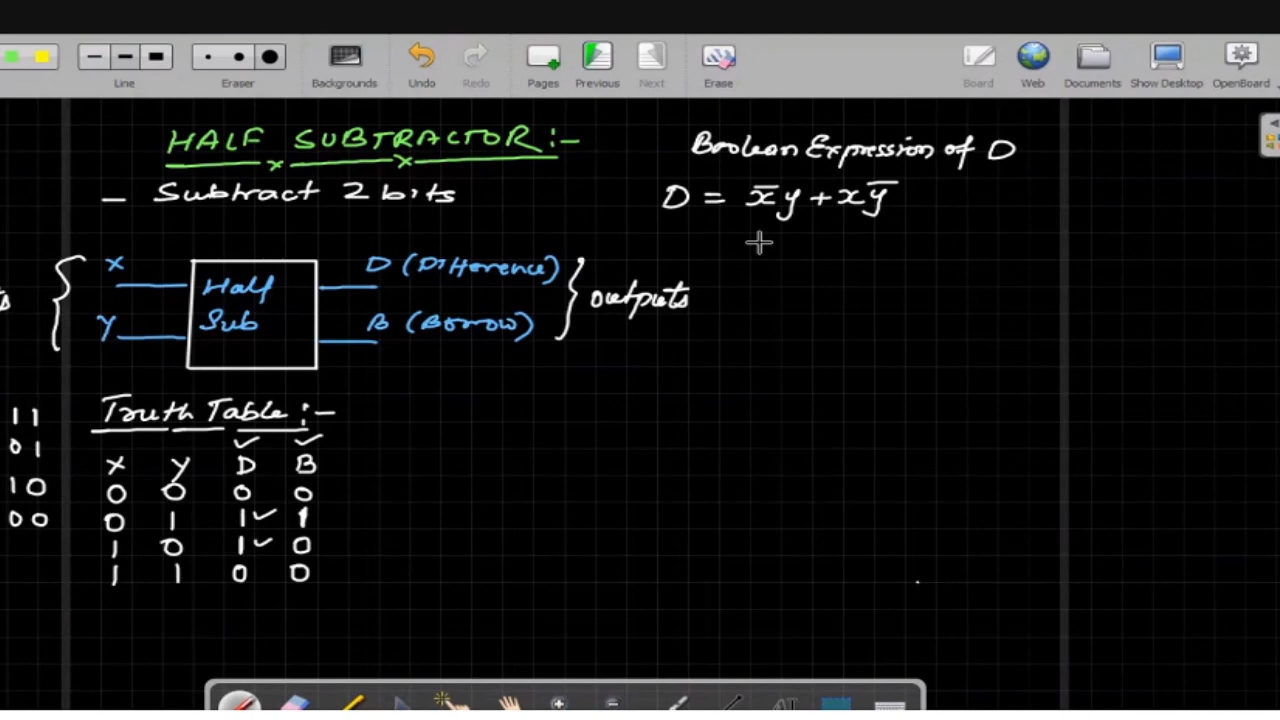 Line Eraser Backgrounds Undo Redo Pages Previous Next Erase Board Web Documents Show Desktop OpenBoard
HALF SUBTRACTOR :-
- Subtract 2 bits
X
Y
Half
Sub
D (Difference)
B (Borrow)
outputs
Truth Table :-
X Y D B
0 0 0 0
0 1 1 1
1 0 1 0
1 1 0 0
11
01
10
00
Boolean Expression of D
D = x̅y + xy̅